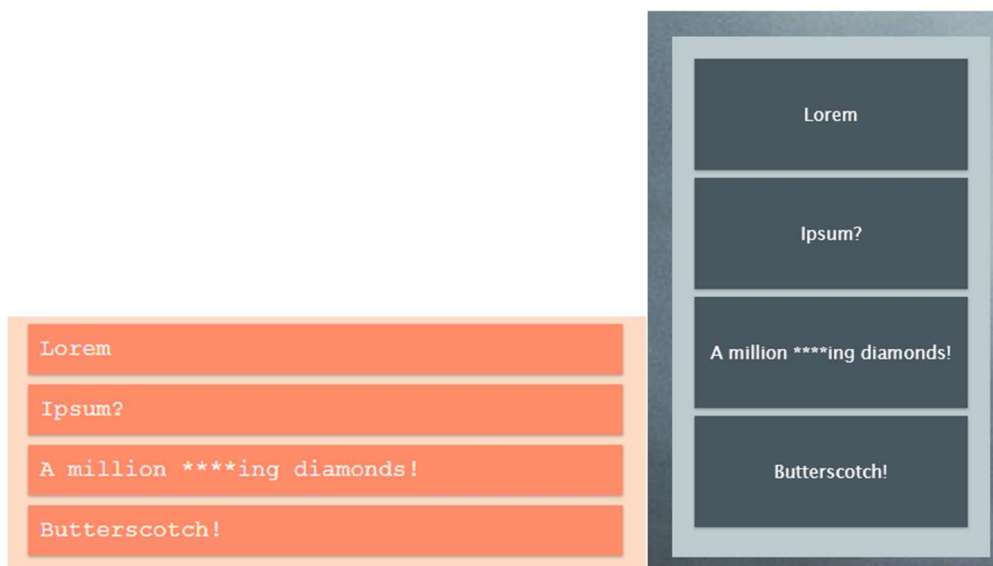 Lorem
Ipsum?
A million ****ing diamonds!
Butterscotch!
Lorem
Ipsum?
A million ****ing diamonds!
Butterscotch!